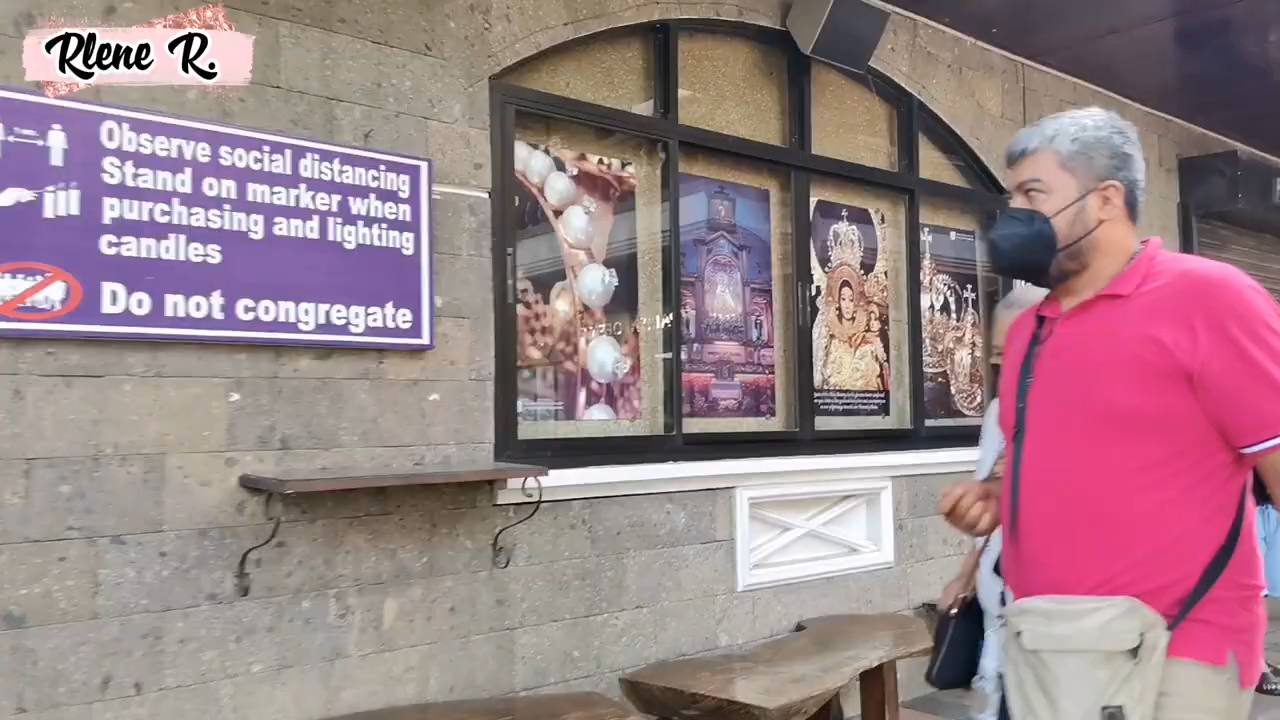 Rlene R.
Observe social distancing
Stand on marker when
purchasing and lighting
candles
Do not congregate